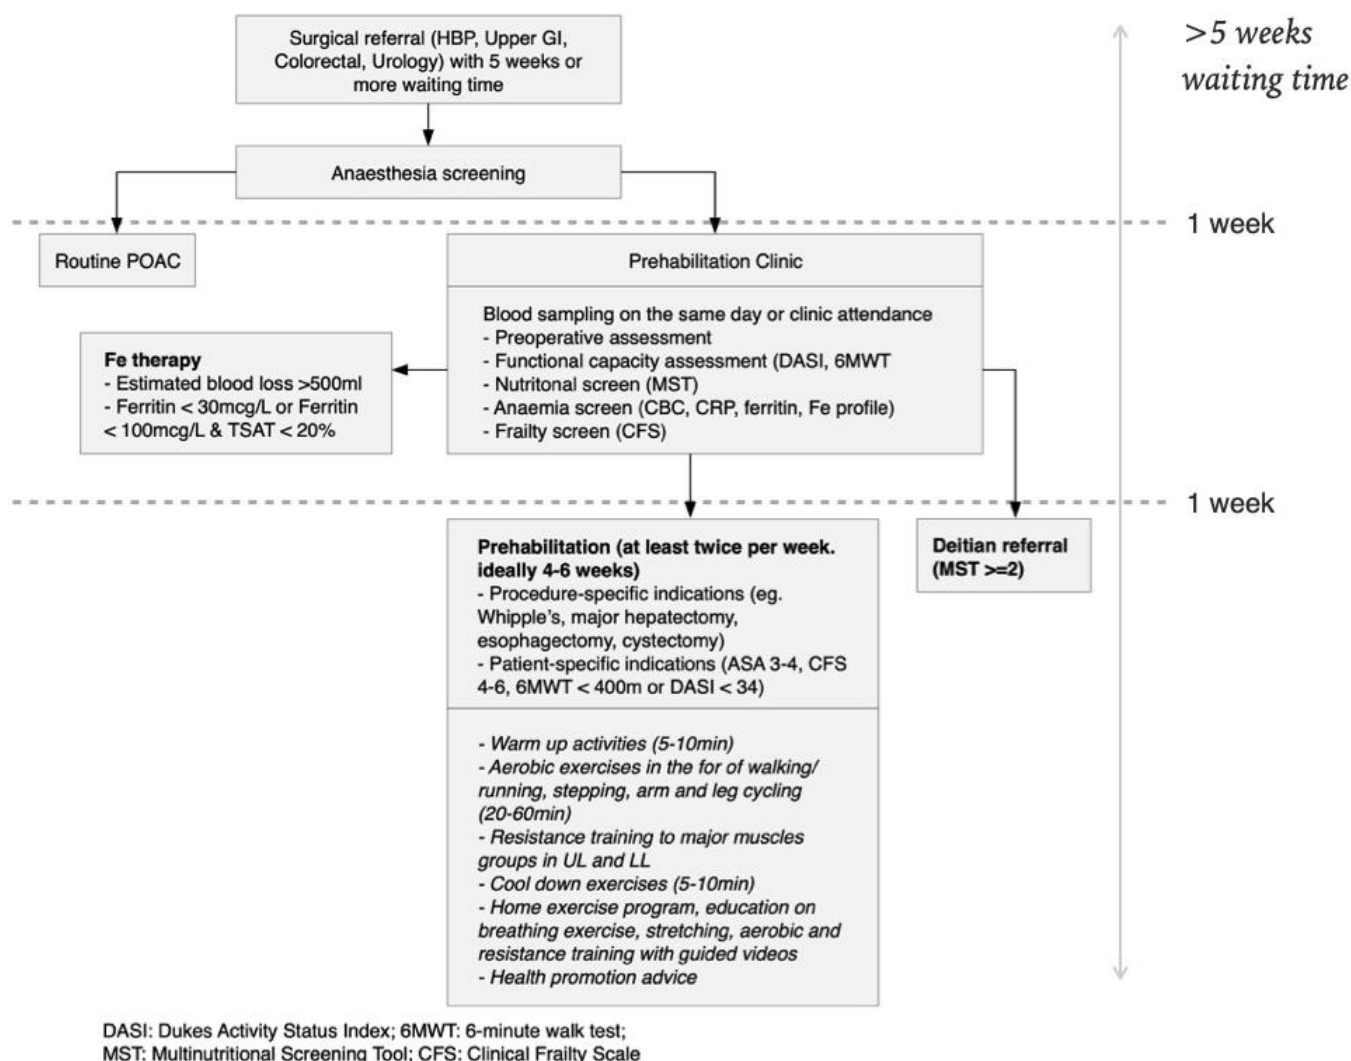 Surgical referral (HBP, Upper GI,
Colorectal, Urology) with 5 weeks or
more waiting time
>5 weeks
waiting time
Anaesthesia screening
1 week
Routine POAC
Prehabilitation Clinic
Blood sampling on the same day or clinic attendance
- Preoperative assessment
- Functional capacity assessment (DASI, 6MWT
- Nutritonal screen (MST)
- Anaemia screen (CBC, CRP, ferritin, Fe profile)
- Frailty screen (CFS)
Fe therapy
- Estimated blood loss >500ml
- Ferritin < 30mcg/L or Ferritin
< 100mcg/L & TSAT < 20%
1 week
Prehabilitation (at least twice per week.
ideally 4-6 weeks)
- Procedure-specific indications (eg.
Whipple's, major hepatectomy,
esophagectomy, cystectomy)
- Patient-specific indications (ASA 3-4, CFS
4-6, 6MWT < 400m or DASI < 34)
Deitian referral
(MST >=2)
- Warm up activities (5-10min)
- Aerobic exercises in the for of walking/
running, stepping, arm and leg cycling
(20-60min)
- Resistance training to major muscles
groups in UL and LL
- Cool down exercises (5-10min)
- Home exercise program, education on
breathing exercise, stretching, aerobic and
resistance training with guided videos
- Health promotion advice
DASI: Dukes Activity Status Index; 6MWT: 6-minute walk test;
MST: Multinutritional Screening Tool; CFS: Clinical Frailty Scale